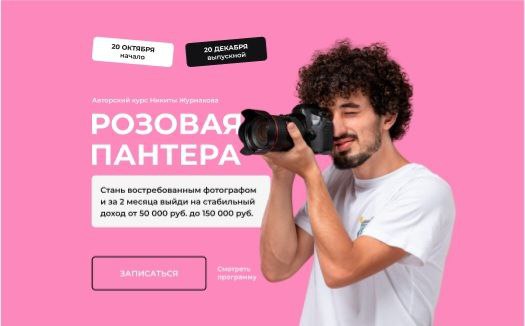 20 ОКТЯБРЯ
начало
20 ДЕКАБРЯ
выпускной
Авторский курс Никиты Журмакова
РОЗОВАЯ
ПАНТЕРА
Стань востребованным фотографом
и за 2 месяца выйди на стабильный
доход от 50 000 руб. до 150 000 руб.
ЗАПИСАТЬСЯ
Смотреть
программу